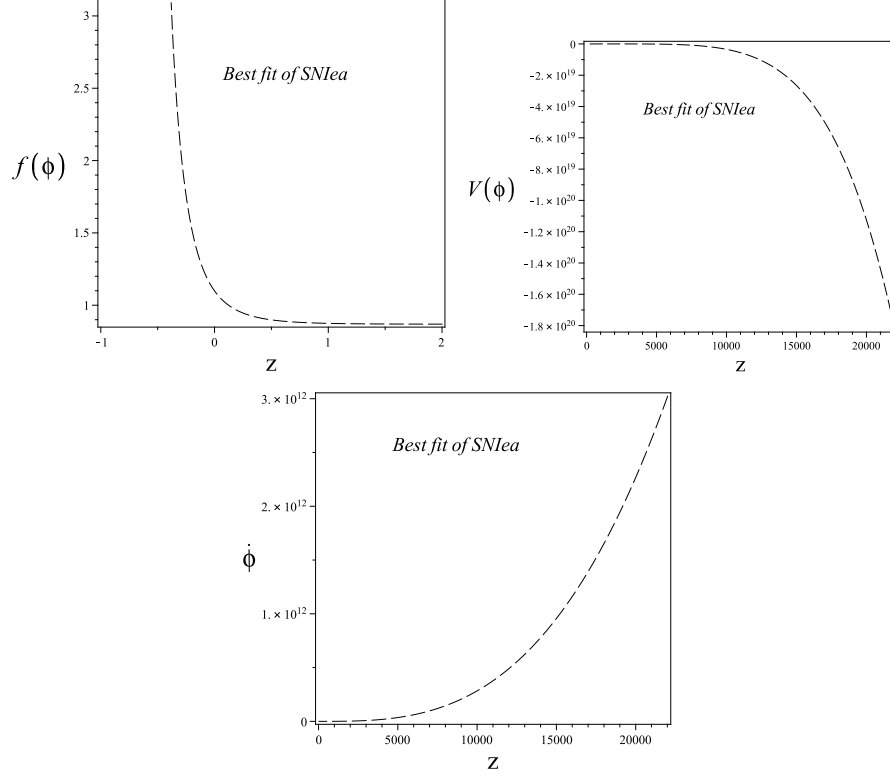 3
2.5
2
1.5
1
f(ϕ)
Best fit of SNIea
-1
0
1
2
z
0
-2. × 10¹⁹
-4. × 10¹⁹
-6. × 10¹⁹
-8. × 10¹⁹
-1. × 10²⁰
-1.2 × 10²⁰
-1.4 × 10²⁰
-1.6 × 10²⁰
-1.8 × 10²⁰
V(ϕ)
Best fit of SNIea
0
5000
10000
15000
20000
z
3. × 10¹²
2. × 10¹²
1. × 10¹²
0
ϕ̇
Best fit of SNIea
0
5000
10000
15000
20000
z